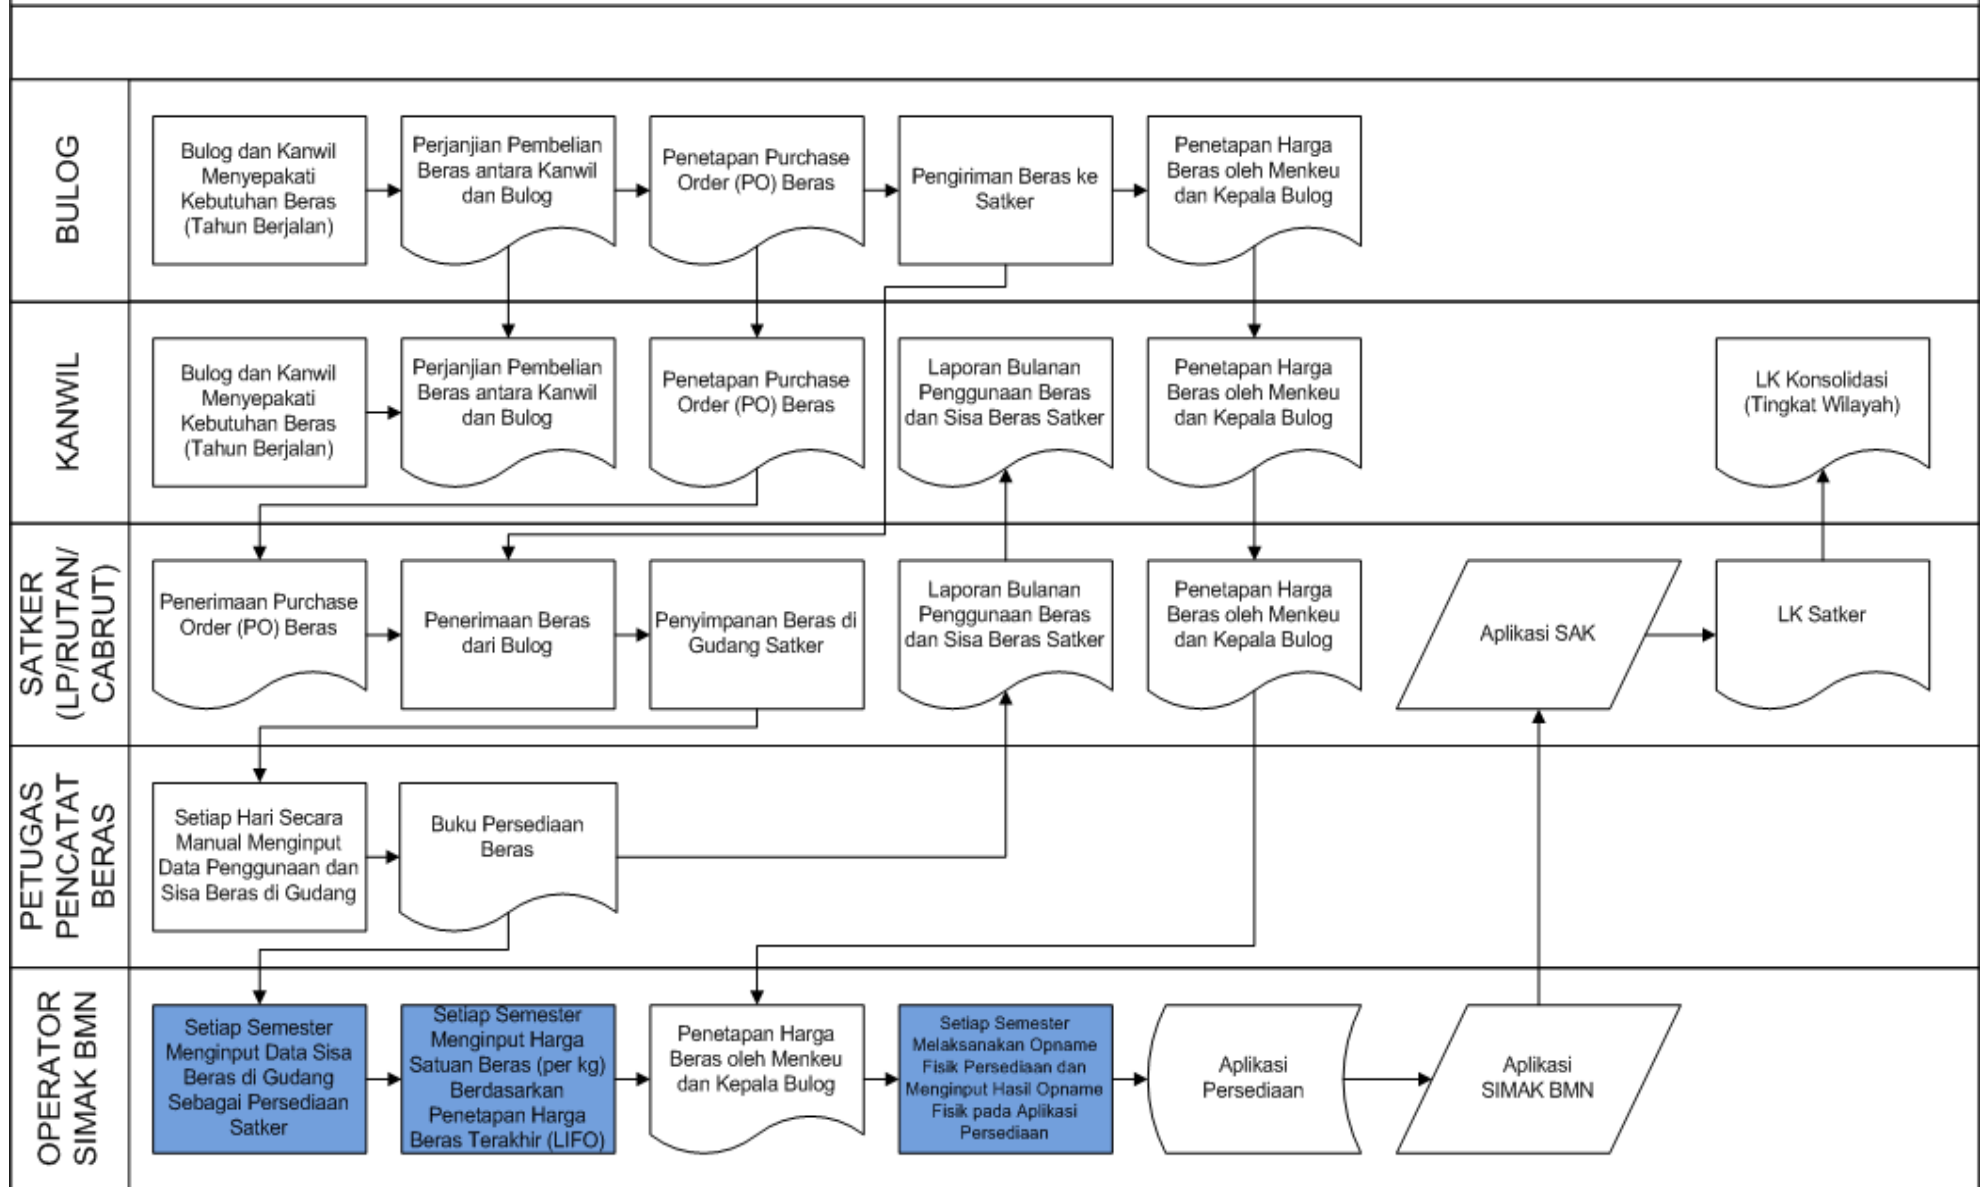 BULOG
Bulog dan Kanwil
Menyepakati
Kebutuhan Beras
(Tahun Berjalan)
Perjanjian Pembelian
Beras antara Kanwil
dan Bulog
Penetapan Purchase
Order (PO) Beras
Pengiriman Beras ke
Satker
Penetapan Harga
Beras oleh Menkeu
dan Kepala Bulog
KANWIL
Bulog dan Kanwil
Menyepakati
Kebutuhan Beras
(Tahun Berjalan)
Perjanjian Pembelian
Beras antara Kanwil
dan Bulog
Penetapan Purchase
Order (PO) Beras
Laporan Bulanan
Penggunaan Beras
dan Sisa Beras Satker
Penetapan Harga
Beras oleh Menkeu
dan Kepala Bulog
LK Konsolidasi
(Tingkat Wilayah)
SATKER
(LP/RUTAN/
CABRUT)
Penerimaan Purchase
Order (PO) Beras
Penerimaan Beras
dari Bulog
Penyimpanan Beras di
Gudang Satker
Laporan Bulanan
Penggunaan Beras
dan Sisa Beras Satker
Penetapan Harga
Beras oleh Menkeu
dan Kepala Bulog
Aplikasi SAK
LK Satker
PETUGAS
PENCATAT
BERAS
Setiap Hari Secara
Manual Menginput
Data Penggunaan dan
Sisa Beras di Gudang
Buku Persediaan
Beras
OPERATOR
SIMAK BMN
Setiap Semester
Menginput Data Sisa
Beras di Gudang
Sebagai Persediaan
Satker
Setiap Semester
Menginput Harga
Satuan Beras (per kg)
Berdasarkan
Penetapan Harga
Beras Terakhir (LIFO)
Penetapan Harga
Beras oleh Menkeu
dan Kepala Bulog
Setiap Semester
Melaksanakan Opname
Fisik Persediaan dan
Menginput Hasil Opname
Fisik pada Aplikasi
Persediaan
Aplikasi
Persediaan
Aplikasi
SIMAK BMN